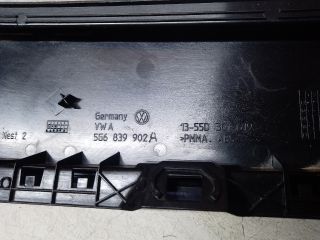 Germany
VWA
5G6 839 902 A
Nest 2
13-55D
>PMMA.